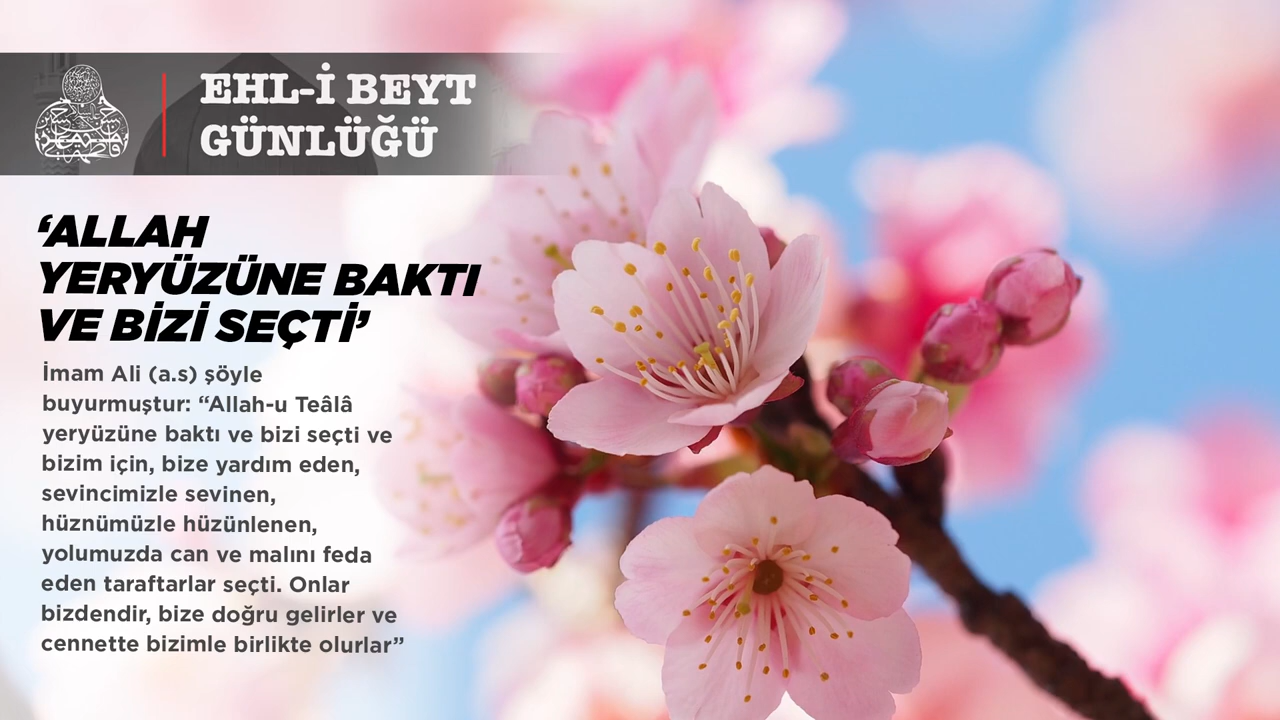 EHL-İ BEYT
GÜNLÜĞÜ
‘ALLAH
YERYÜZÜNE BAKTI
VE BİZİ SEÇTİ’
İmam Ali (a.s) şöyle
buyurmuştur: “Allah-u Teâlâ
yeryüzüne baktı ve bizi seçti ve
bizim için, bize yardım eden,
sevincimizle sevinen,
hüznümüzle hüzünlenen,
yolumuzda can ve malını feda
eden taraftarlar seçti. Onlar
bizdendir, bize doğru gelirler ve
cennette bizimle birlikte olurlar”